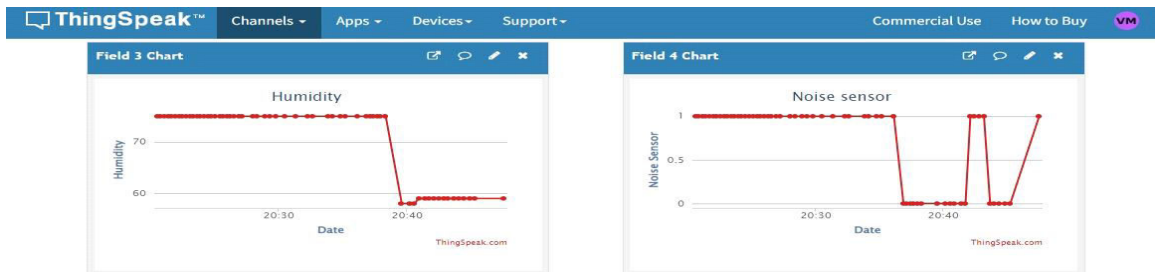 ThingSpeak™ Channels Apps Devices Support Commercial Use How to Buy VM
Field 3 Chart
Humidity
Humidity
70
60
20:30 20:40
Date
ThingSpeak.com
Field 4 Chart
Noise sensor
Noise Sensor
1
0.5
0
20:30 20:40
Date
ThingSpeak.com